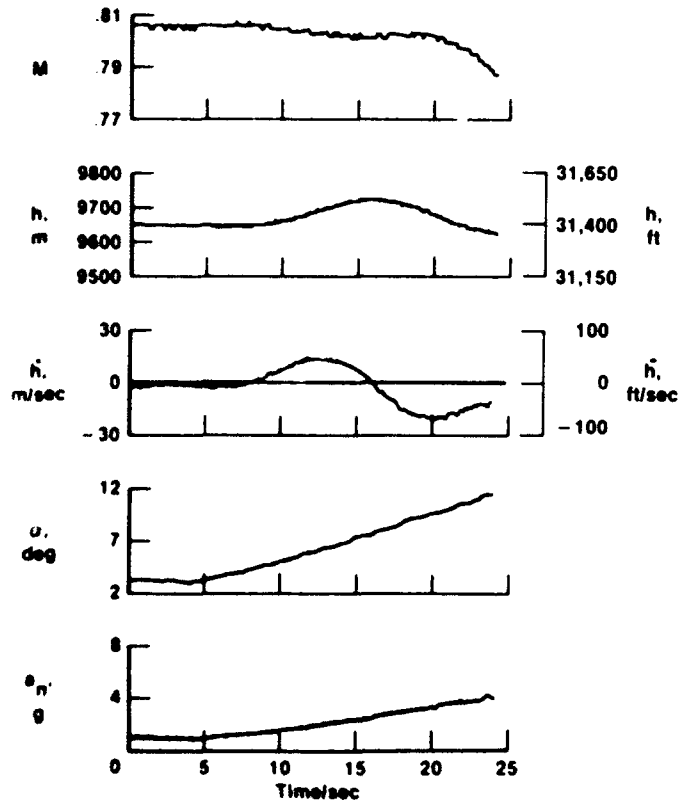 .81
.79
M
.77
9800
9700
h,
m
9600
9500
31,650
31,400
31,150
h,
ft
30
0
ḣ,
m/sec
- 30
100
0
- 100
ḣ,
ft/sec
12
7
α,
deg
2
8
4
an,
g
0 5 10 15 20 25
Time/sec